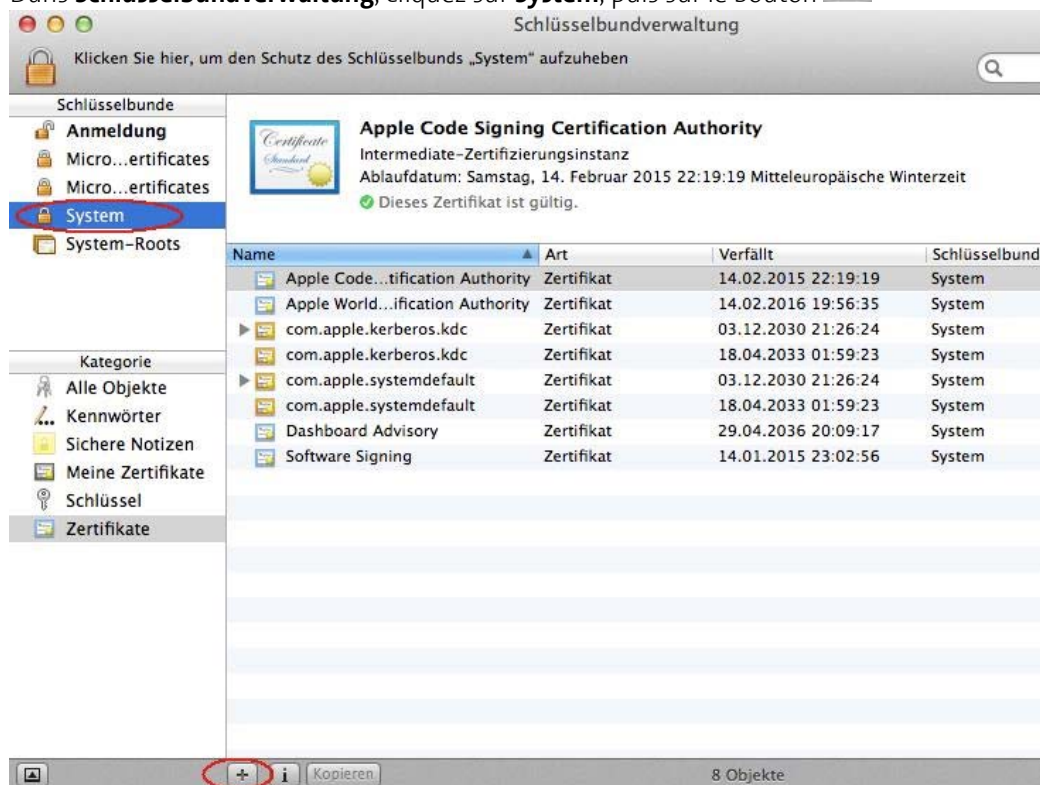 Dans Schlüsselbundverwaltung, cliquez sur System, puis sur le bouton
Schlüsselbundverwaltung
Klicken Sie hier, um den Schutz des Schlüsselbunds „System“ aufzuheben
Schlüsselbunde
Anmeldung
Micro...ertificates
Micro...ertificates
System
System-Roots
Certificate
Standard
Apple Code Signing Certification Authority
Intermediate-Zertifizierungsinstanz
Ablaufdatum: Samstag, 14. Februar 2015 22:19:19 Mitteleuropäische Winterzeit
Dieses Zertifikat ist gültig.
Name Art Verfällt Schlüsselbund
Apple Code...tification Authority Zertifikat 14.02.2015 22:19:19 System
Apple World...ification Authority Zertifikat 14.02.2016 19:56:35 System
com.apple.kerberos.kdc Zertifikat 03.12.2030 21:26:24 System
com.apple.kerberos.kdc Zertifikat 18.04.2033 01:59:23 System
com.apple.systemdefault Zertifikat 03.12.2030 21:26:24 System
com.apple.systemdefault Zertifikat 18.04.2033 01:59:23 System
Dashboard Advisory Zertifikat 29.04.2036 20:09:17 System
Software Signing Zertifikat 14.01.2015 23:02:56 System
Kategorie
Alle Objekte
Kennwörter
Sichere Notizen
Meine Zertifikate
Schlüssel
Zertifikate
+ i Kopieren 8 Objekte